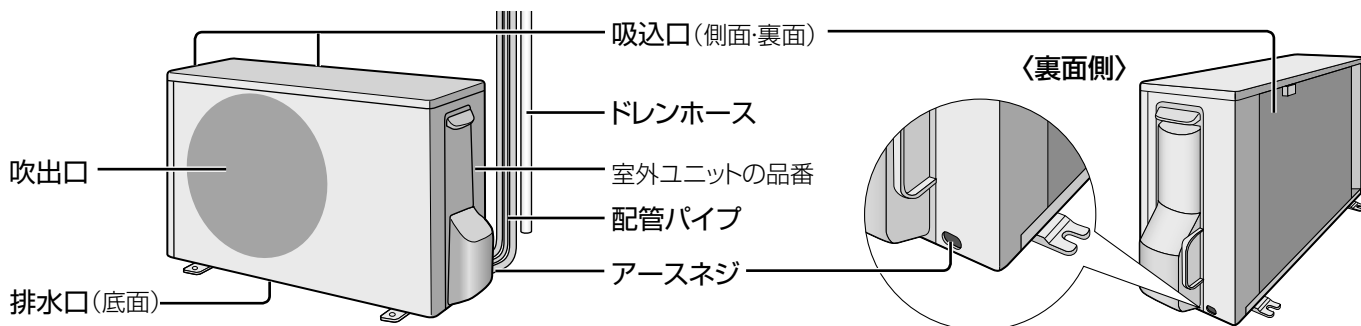 吸込口(側面・裏面)
〈裏面側〉
ドレンホース
吹出口
室外ユニットの品番
配管パイプ
アースネジ
排水口(底面)